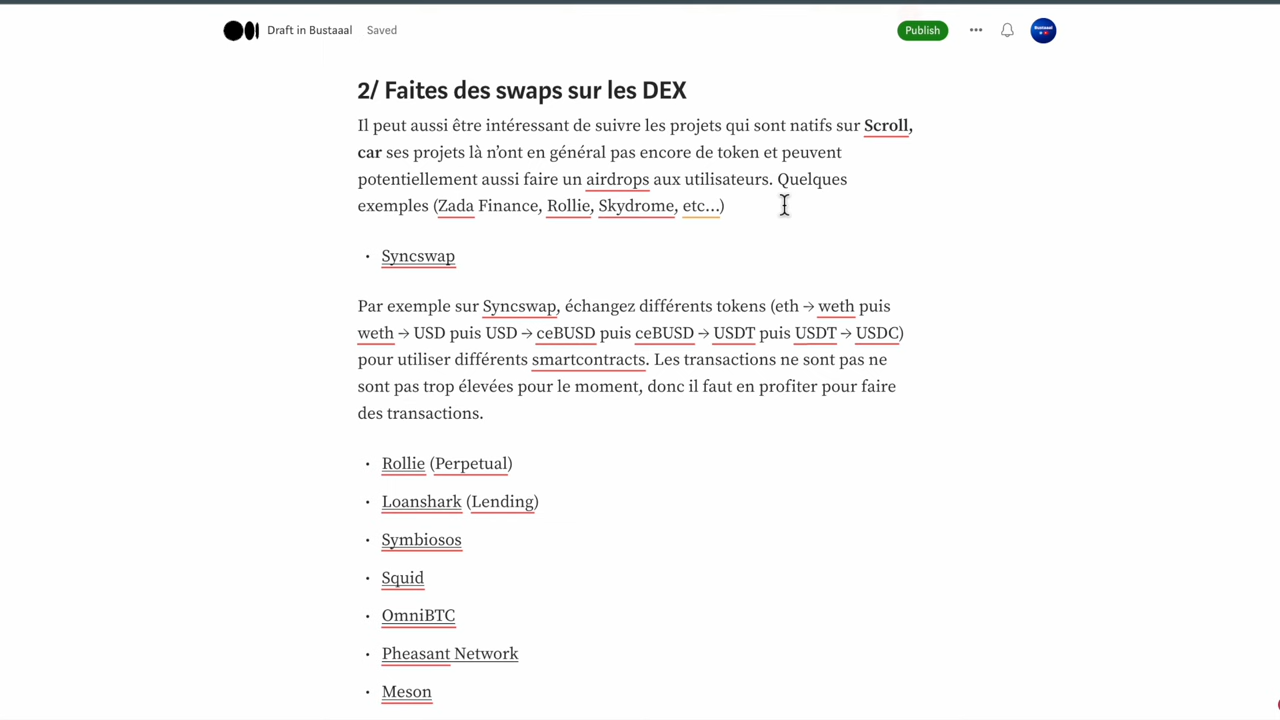 Draft in Bustaaal Saved Publish
2/ Faites des swaps sur les DEX
Il peut aussi être intéressant de suivre les projets qui sont natifs sur Scroll,
car ses projets là n’ont en général pas encore de token et peuvent
potentiellement aussi faire un airdrops aux utilisateurs. Quelques
exemples (Zada Finance, Rollie, Skydrome, etc…)
• Syncswap
Par exemple sur Syncswap, échangez différents tokens (eth → weth puis
weth → USD puis USD → ceBUSD puis ceBUSD → USDT puis USDT → USDC)
pour utiliser différents smartcontracts. Les transactions ne sont pas ne
sont pas trop élevées pour le moment, donc il faut en profiter pour faire
des transactions.
• Rollie (Perpetual)
• Loanshark (Lending)
• Symbiosos
• Squid
• OmniBTC
• Pheasant Network
• Meson